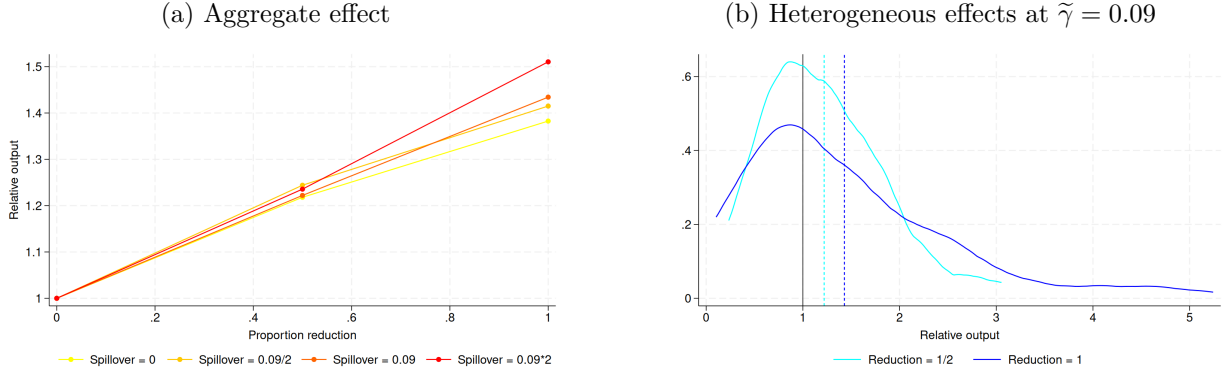 (a) Aggregate effect
1.5
1.4
1.3
1.2
1.1
1
Relative output
0 .2 .4 .6 .8 1
Proportion reduction
Spillover = 0 Spillover = 0.09/2 Spillover = 0.09 Spillover = 0.09*2
(b) Heterogeneous effects at γ̃ = 0.09
.6
.4
.2
0
0 1 2 3 4 5
Relative output
Reduction = 1/2 Reduction = 1